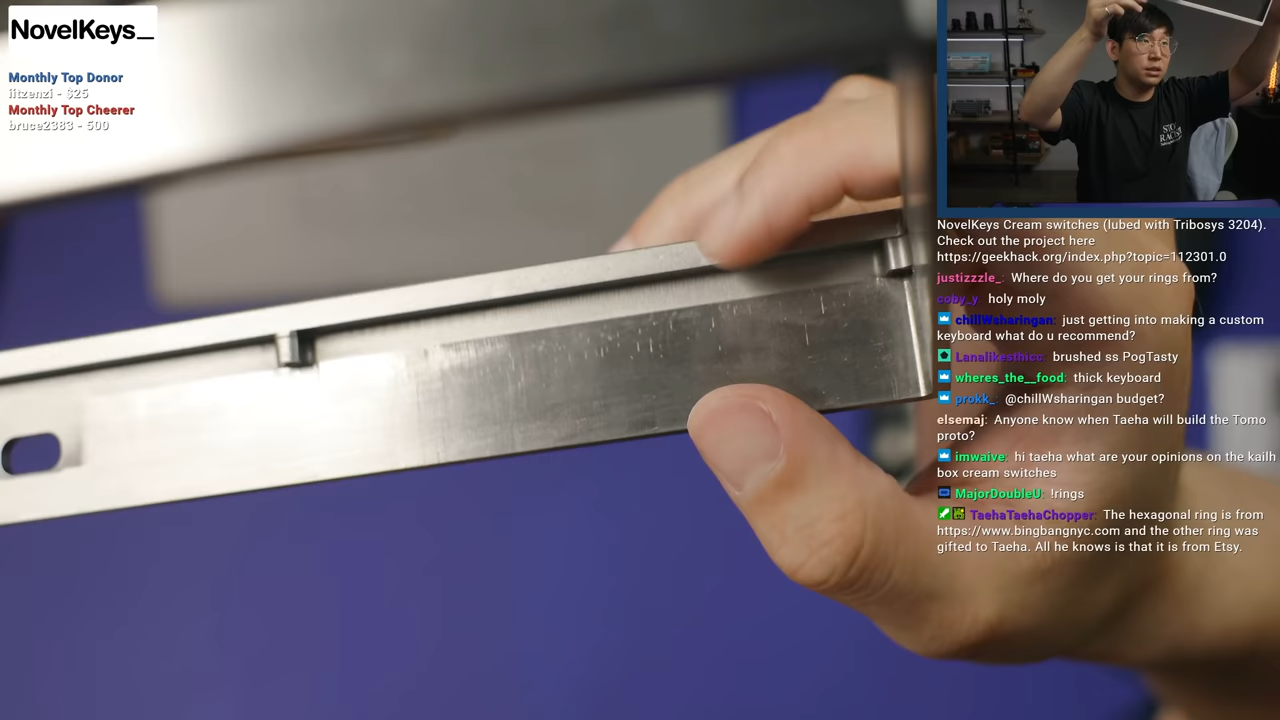 NovelKeys_
Monthly Top Donor
iitzenzi - $25
Monthly Top Cheerer
bruce2383 - 500
NovelKeys Cream switches (lubed with Tribosys 3204).
Check out the project here
https://geekhack.org/index.php?topic=112301.0
justizzzle_: Where do you get your rings from?
coby_y: holy moly
chillWsharingan: just getting into making a custom
keyboard what do u recommend?
Lanalikesthicc: brushed ss PogTasty
wheres_the__food: thick keyboard
prokk_: @chillWsharingan budget?
elsemaj: Anyone know when Taeha will build the Tomo
proto?
imwaive: hi taeha what are your opinions on the kailh
box cream switches
MajorDoubleU: !rings
TaehaTaehaChopper: The hexagonal ring is from
https://www.bingbangnyc.com and the other ring was
gifted to Taeha. All he knows is that it is from Etsy.